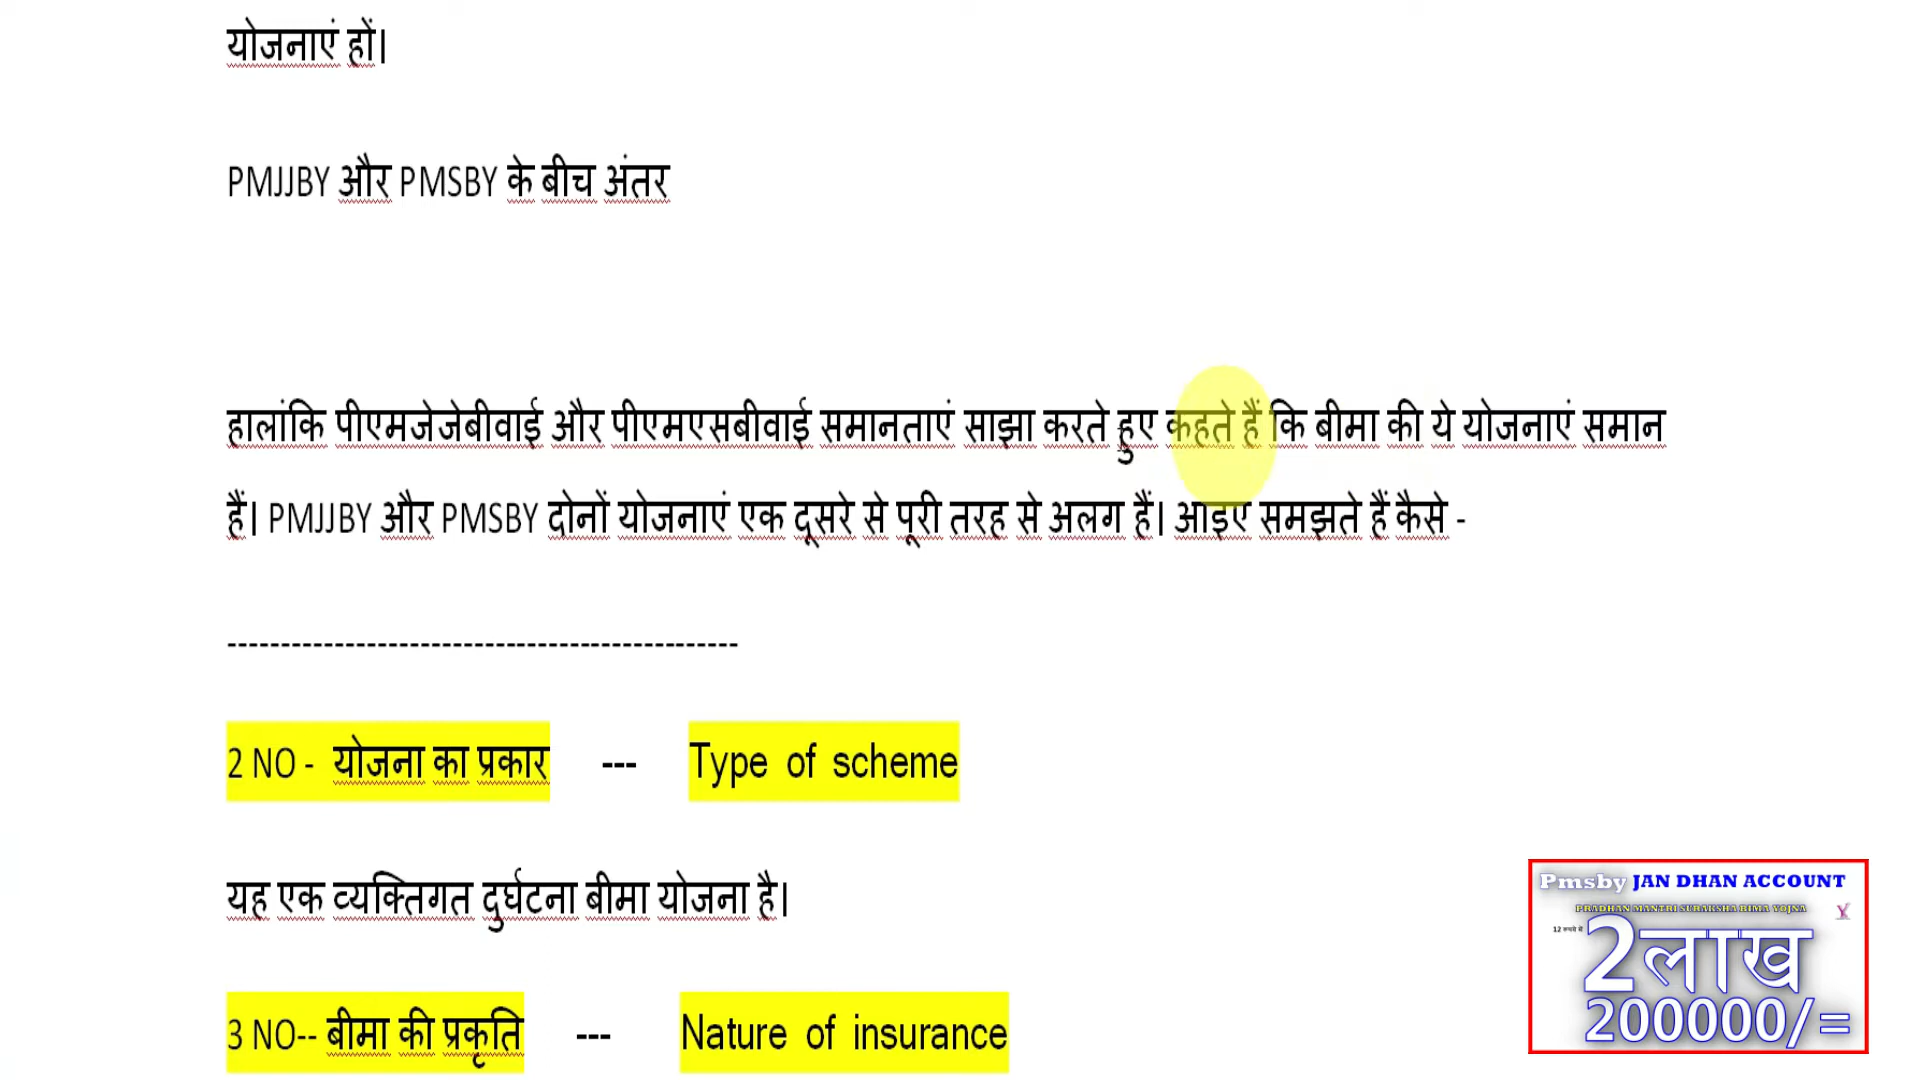 योजनाएं हों।
PMJJBY और PMSBY के बीच अंतर
हालांकि पीएमजेजेबीवाई और पीएमएसबीवाई समानताएं साझा करते हुए कहते हैं कि बीमा की ये योजनाएं समान
हैं। PMJJBY और PMSBY दोनों योजनाएं एक दूसरे से पूरी तरह से अलग हैं। आइए समझते हैं कैसे -
------------------------------------------------
2 NO - योजना का प्रकार --- Type of scheme
यह एक व्यक्तिगत दुर्घटना बीमा योजना है।
3 NO-- बीमा की प्रकृति --- Nature of insurance
Pmsby JAN DHAN ACCOUNT
PRADHAN MANTRI SURAKSHA BIMA YOJNA
12 रूपये में
2लाख
200000/=